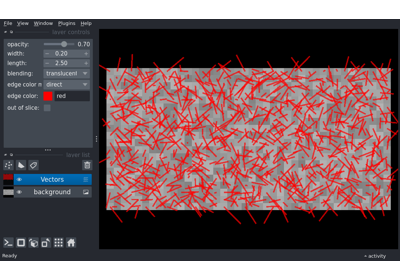 File View Window Plugins Help
layer controls
opacity: 0.70
width: 0.20
length: 2.50
blending: translucent
edge color m direct
edge color: red
out of slice:
layer list
Vectors
background
Ready
activity